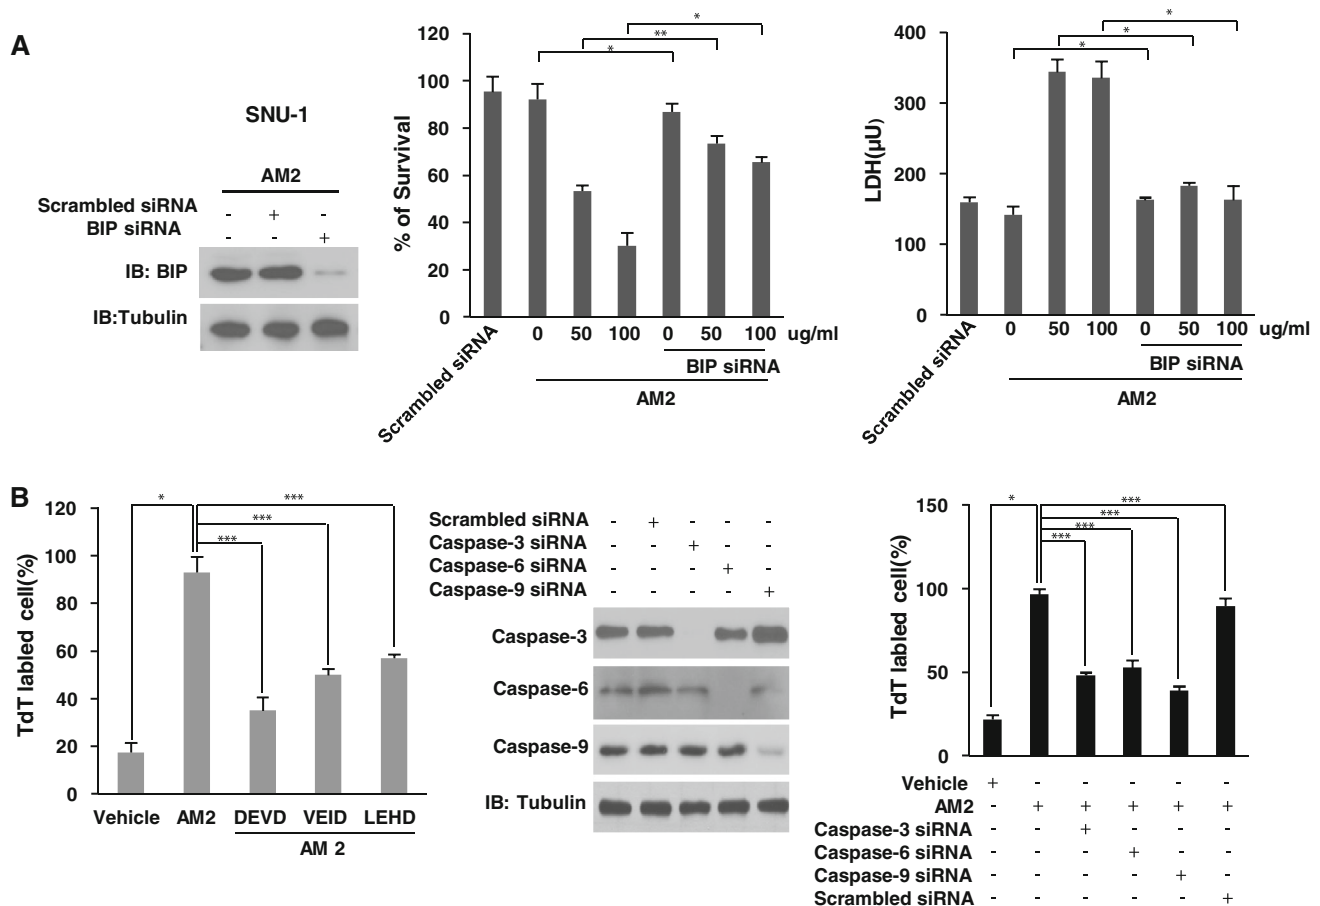 A
SNU-1
AM2
Scrambled siRNA - + -
BIP siRNA - - +
IB: BIP
IB:Tubulin
% of Survival
120
100
80
60
40
20
0
* ** *
Scrambled siRNA 0 50 100 0 50 100 ug/ml
BIP siRNA
AM2
LDH(µU)
400
300
200
100
0
* * *
Scrambled siRNA 0 50 100 0 50 100 ug/ml
BIP siRNA
AM2
B
TdT labled cell(%)
120
100
80
60
40
20
0
* *** *** ***
Vehicle AM2 DEVD VEID LEHD
AM 2
Scrambled siRNA - + - - -
Caspase-3 siRNA - - + - -
Caspase-6 siRNA - - - + -
Caspase-9 siRNA - - - - +
Caspase-3
Caspase-6
Caspase-9
IB: Tubulin
TdT labled cell(%)
150
100
50
0
* *** *** *** ***
Vehicle + - - - - -
AM2 - + + + + +
Caspase-3 siRNA - - + - - -
Caspase-6 siRNA - - - + - -
Caspase-9 siRNA - - - - + -
Scrambled siRNA - - - - - +